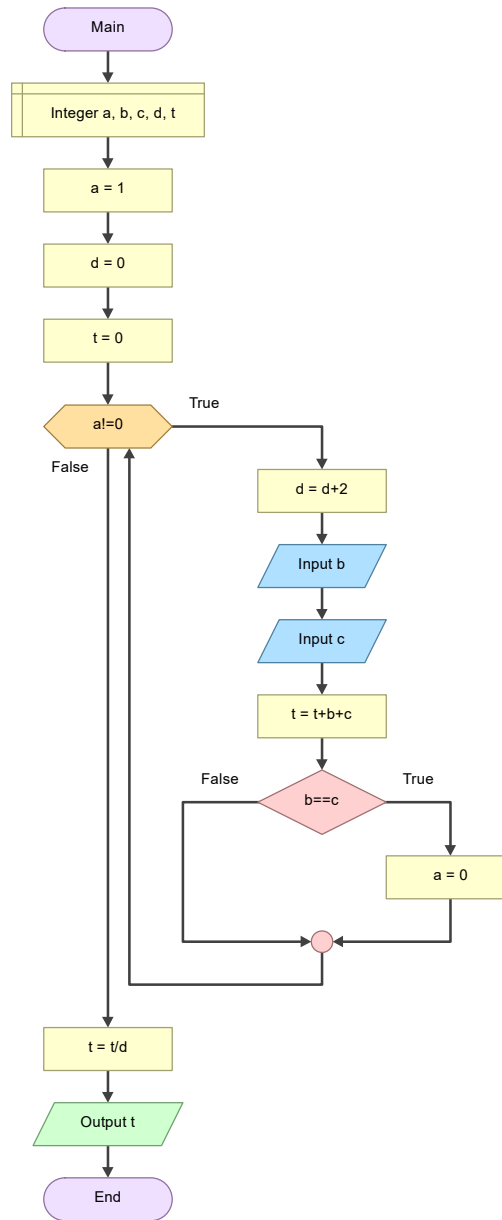 Main
Integer a, b, c, d, t
a = 1
d = 0
t = 0
a!=0
True
False
d = d+2
Input b
Input c
t = t+b+c
False
True
b==c
a = 0
t = t/d
Output t
End